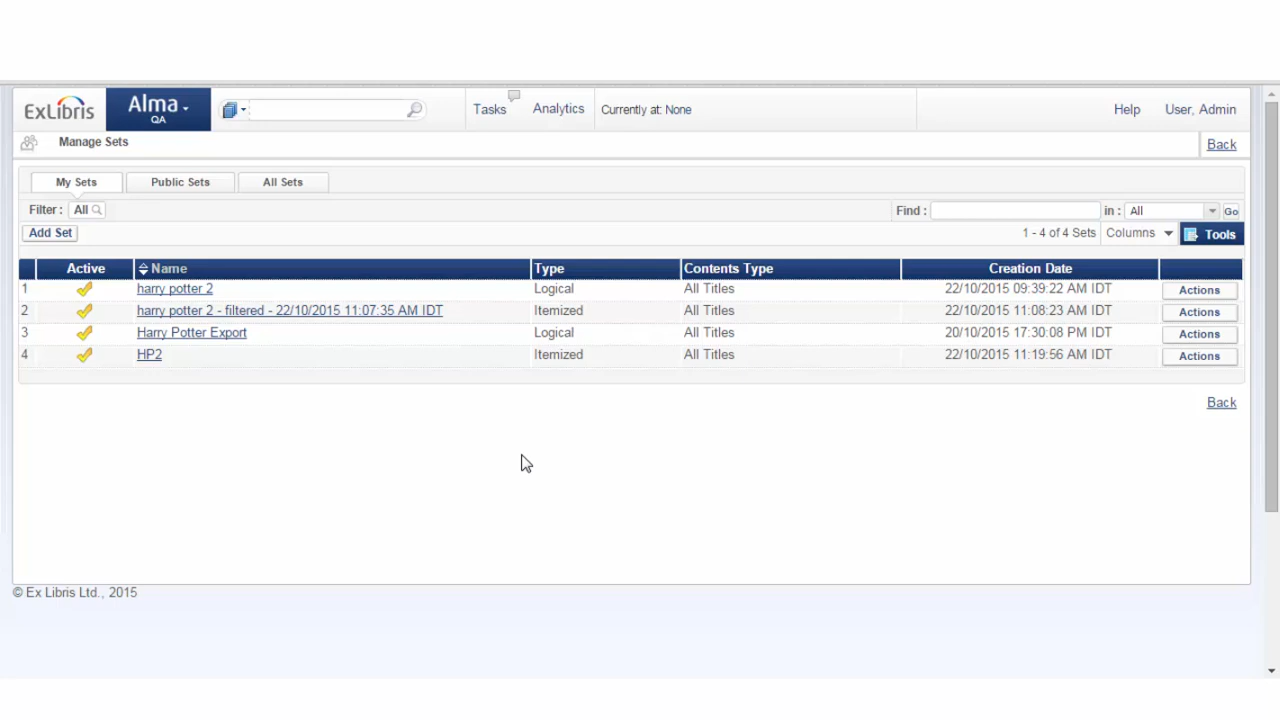 ExLibris Alma QA Tasks Analytics Currently at: None Help User, Admin
Manage Sets Back
My Sets Public Sets All Sets
Filter : All Find : in : All Go
Add Set 1 - 4 of 4 Sets Columns Tools
Active Name Type Contents Type Creation Date
1 harry potter 2 Logical All Titles 22/10/2015 09:39:22 AM IDT Actions
2 harry potter 2 - filtered - 22/10/2015 11:07:35 AM IDT Itemized All Titles 22/10/2015 11:08:23 AM IDT Actions
3 Harry Potter Export Logical All Titles 20/10/2015 17:30:08 PM IDT Actions
4 HP2 Itemized All Titles 22/10/2015 11:19:56 AM IDT Actions
Back
© Ex Libris Ltd., 2015